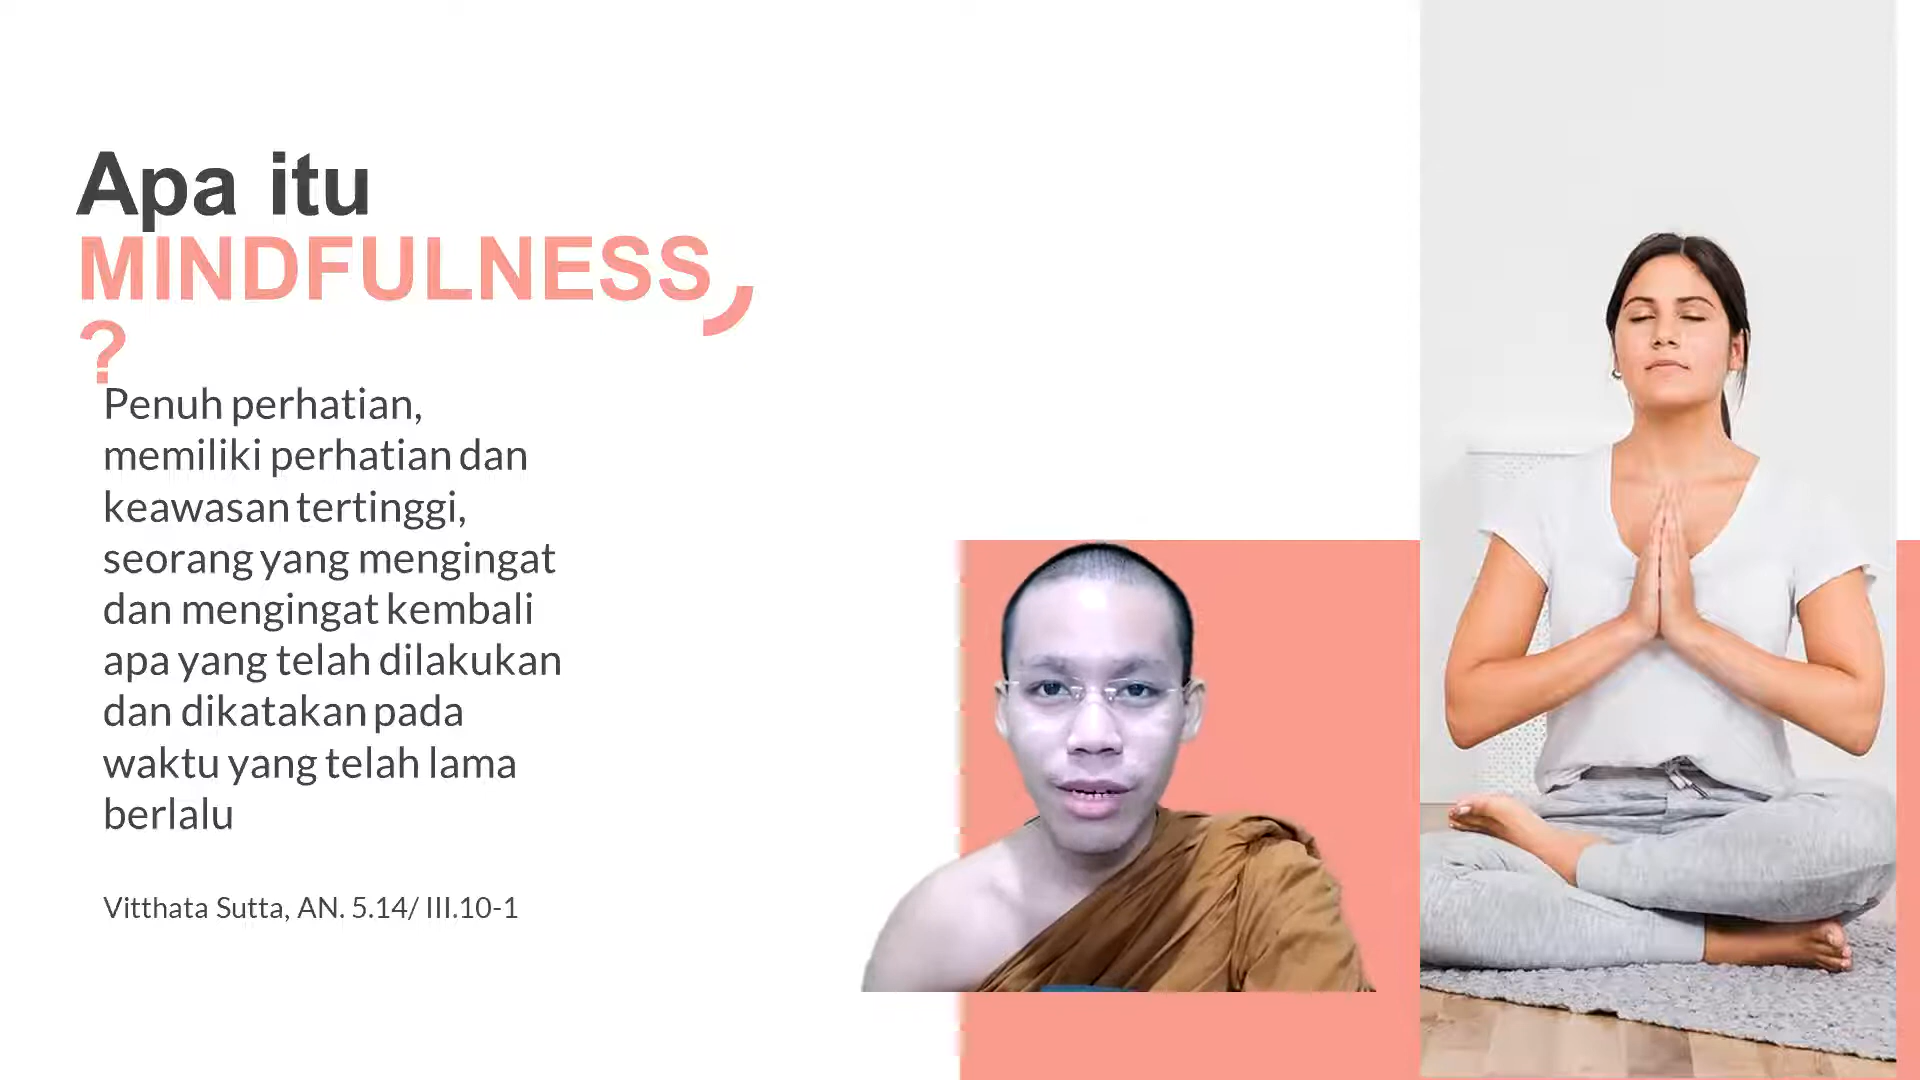 Apa itu
MINDFULNESS
?
Penuh perhatian,
memiliki perhatian dan
keawasan tertinggi,
seorang yang mengingat
dan mengingat kembali
apa yang telah dilakukan
dan dikatakan pada
waktu yang telah lama
berlalu
Vitthata Sutta, AN. 5.14/ III.10-1